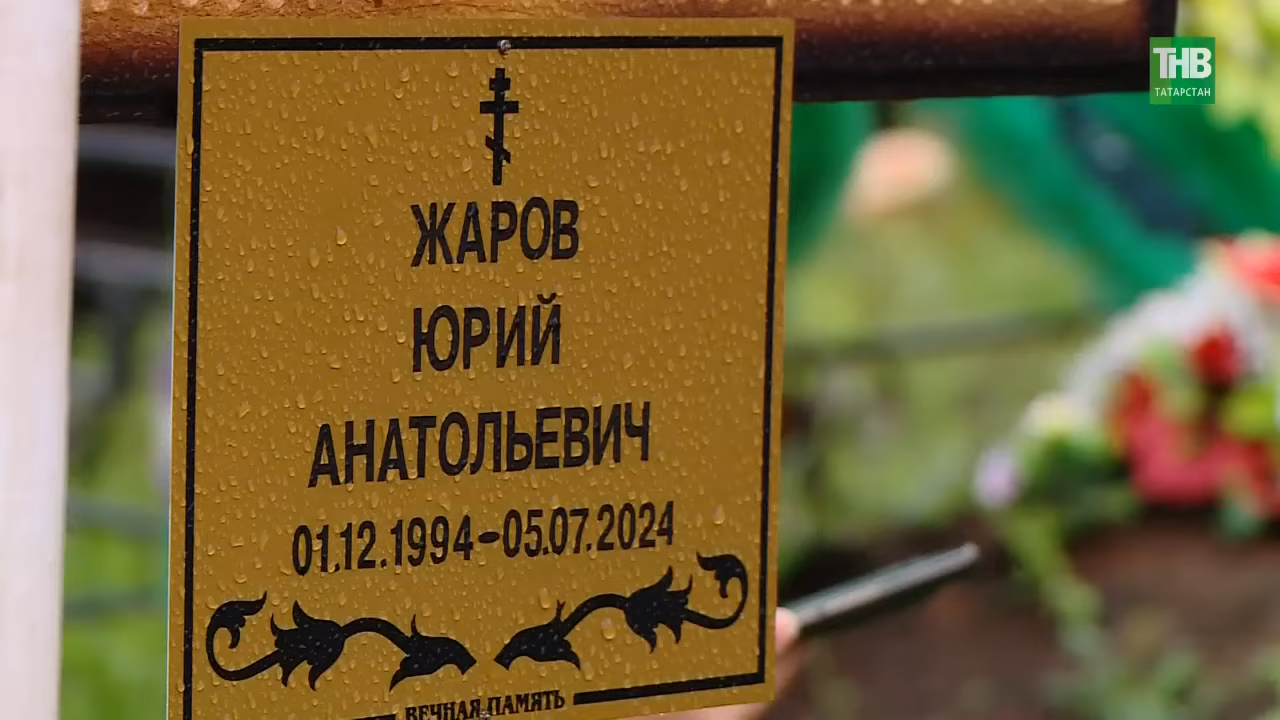 ТНВ
ТАТАРСТАН
ЖАРОВ
ЮРИЙ
АНАТОЛЬЕВИЧ
01.12.1994-05.07.2024
ВЕЧНАЯ ПАМЯТЬ